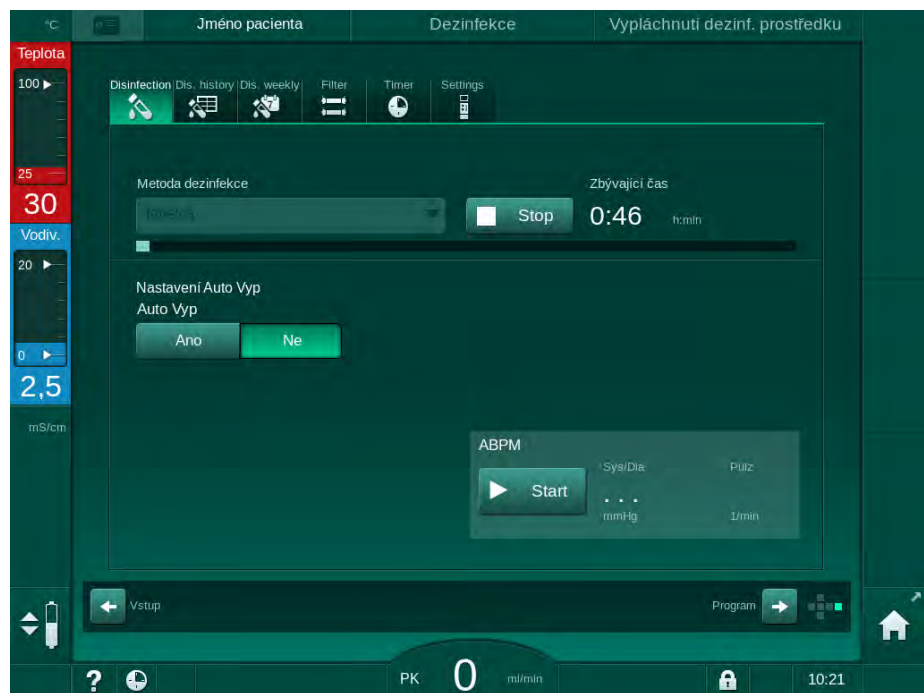 °C
Jméno pacienta
Dezinfekce
Vypláchnutí dezinf. prostředku
Teplota
100
25
30
Vodiv.
20
0
2,5
mS/cm
Disinfection
Dis. history
Dis. weekly
Filter
Timer
Settings
7
Metoda dezinfekce
Zbývající čas
Stop
0:46
h:min
Nastavení Auto Vyp
Auto Vyp
Ano
Ne
ABPM
Sys/Dia
Pulz
Start
. . .
mmHg
1/min
Vstup
Program
?
PK
0
ml/min
10:21